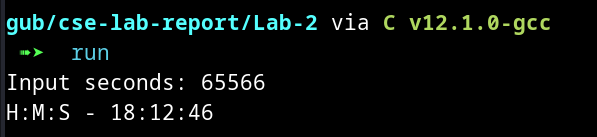 gub/cse-lab-report/Lab-2 via C v12.1.0-gcc
➠➤ run
Input seconds: 65566
H:M:S - 18:12:46